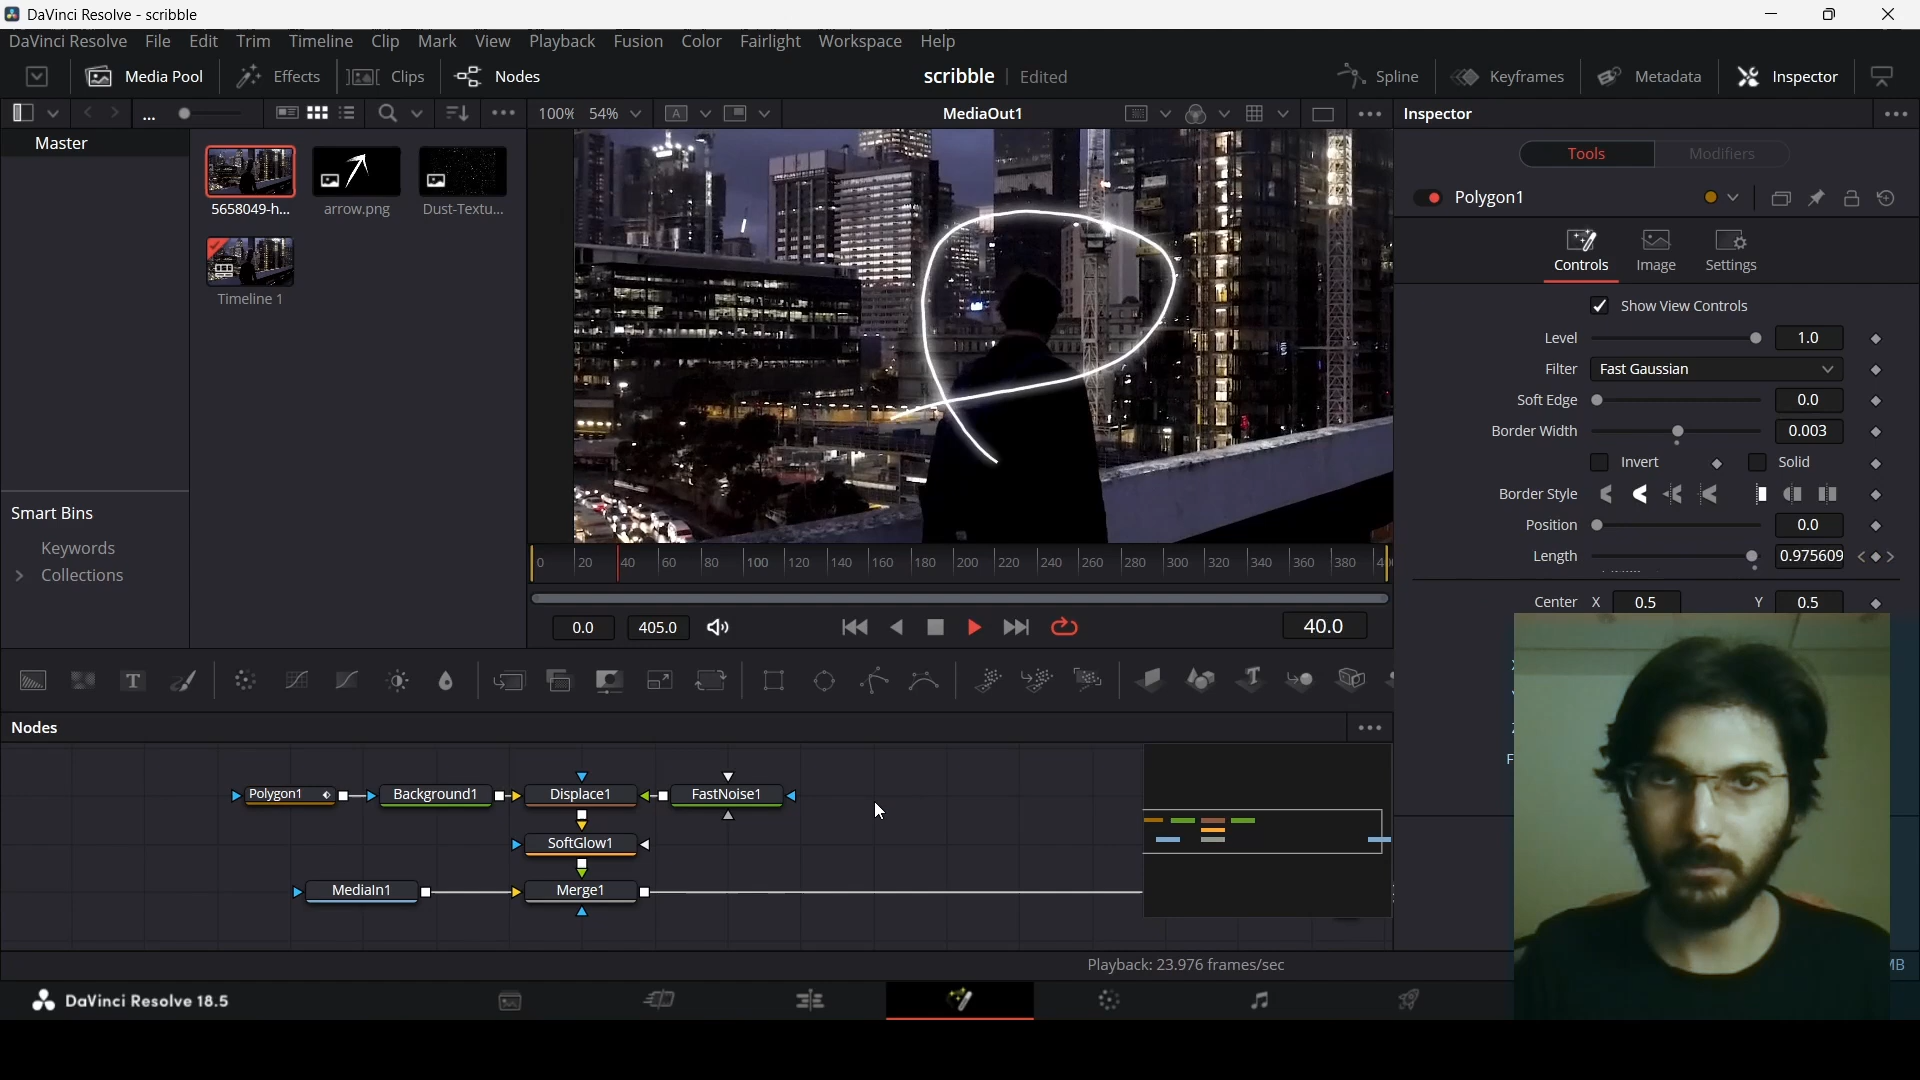 DaVinci Resolve - scribble
DaVinci Resolve File Edit Trim Timeline Clip Mark View Playback Fusion Color Fairlight Workspace Help
Media Pool Effects Clips Nodes scribble Edited Spline Keyframes Metadata Inspector
... 100% 54% A MediaOut1 Inspector
Master
5658049-h... arrow.png Dust-Textu...
Timeline 1
Smart Bins
Keywords
Collections
Tools Modifiers
Polygon1
Controls Image Settings
Show View Controls
Level 1.0
Filter Fast Gaussian
Soft Edge 0.0
Border Width 0.003
Invert Solid
Border Style
Position 0.0
Length 0.975609
Center X 0.5 Y 0.5
0 20 40 60 80 100 120 140 160 180 200 220 240 260 280 300 320 340 360 380
0.0 405.0 40.0
T T
Nodes
Polygon1 Background1 Displace1 FastNoise1
SoftGlow1
MediaIn1 Merge1
Playback: 23.976 frames/sec MB
DaVinci Resolve 18.5